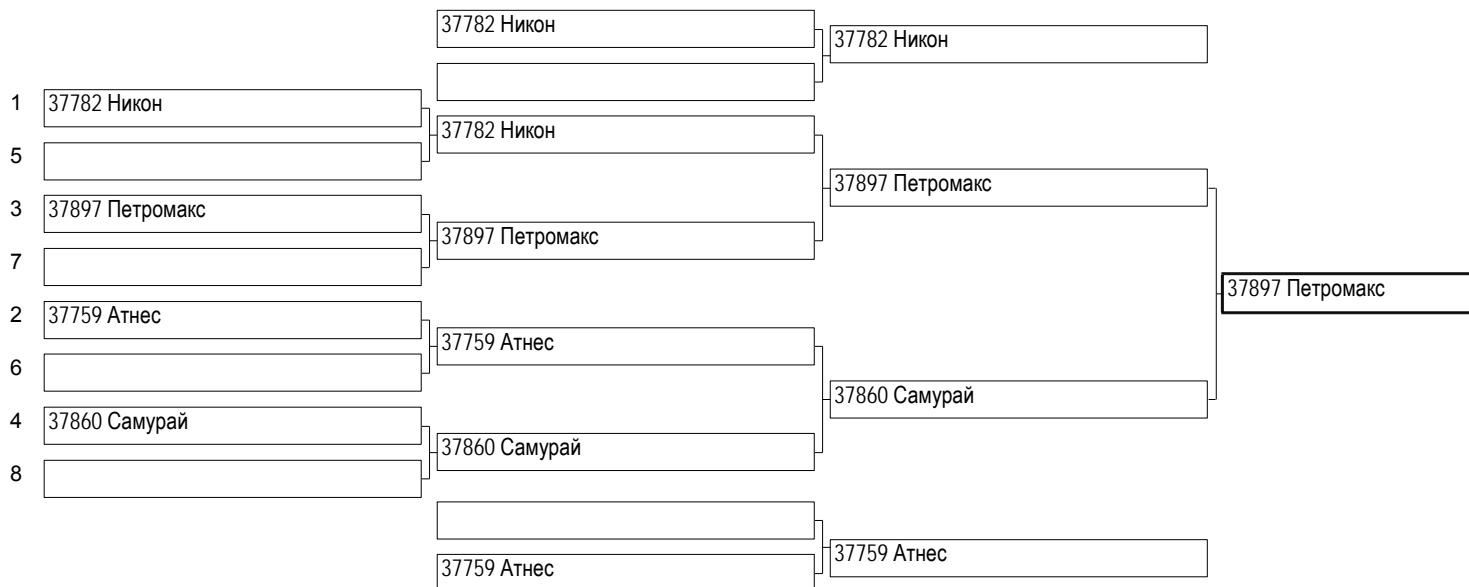 37782 Никон
37782 Никон
1
37782 Никон
37782 Никон
5
37897 Петромакс
3
37897 Петромакс
37897 Петромакс
7
37897 Петромакс
2
37759 Атнес
37759 Атнес
6
37860 Самурай
4
37860 Самурай
37860 Самурай
8
37759 Атнес
37759 Атнес